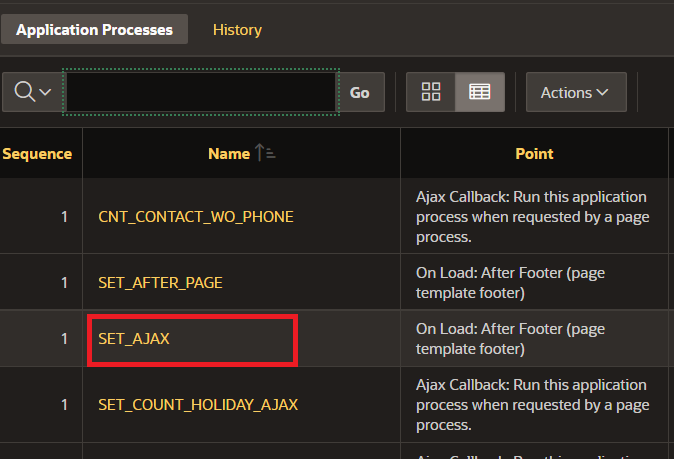 Application Processes
History
Go
Actions
Sequence
Name
Point
1
CNT_CONTACT_WO_PHONE
Ajax Callback: Run this application
process when requested by a page
process.
1
SET_AFTER_PAGE
On Load: After Footer (page
template footer)
1
SET_AJAX
On Load: After Footer (page
template footer)
1
SET_COUNT_HOLIDAY_AJAX
Ajax Callback: Run this application
process when requested by a page
process.